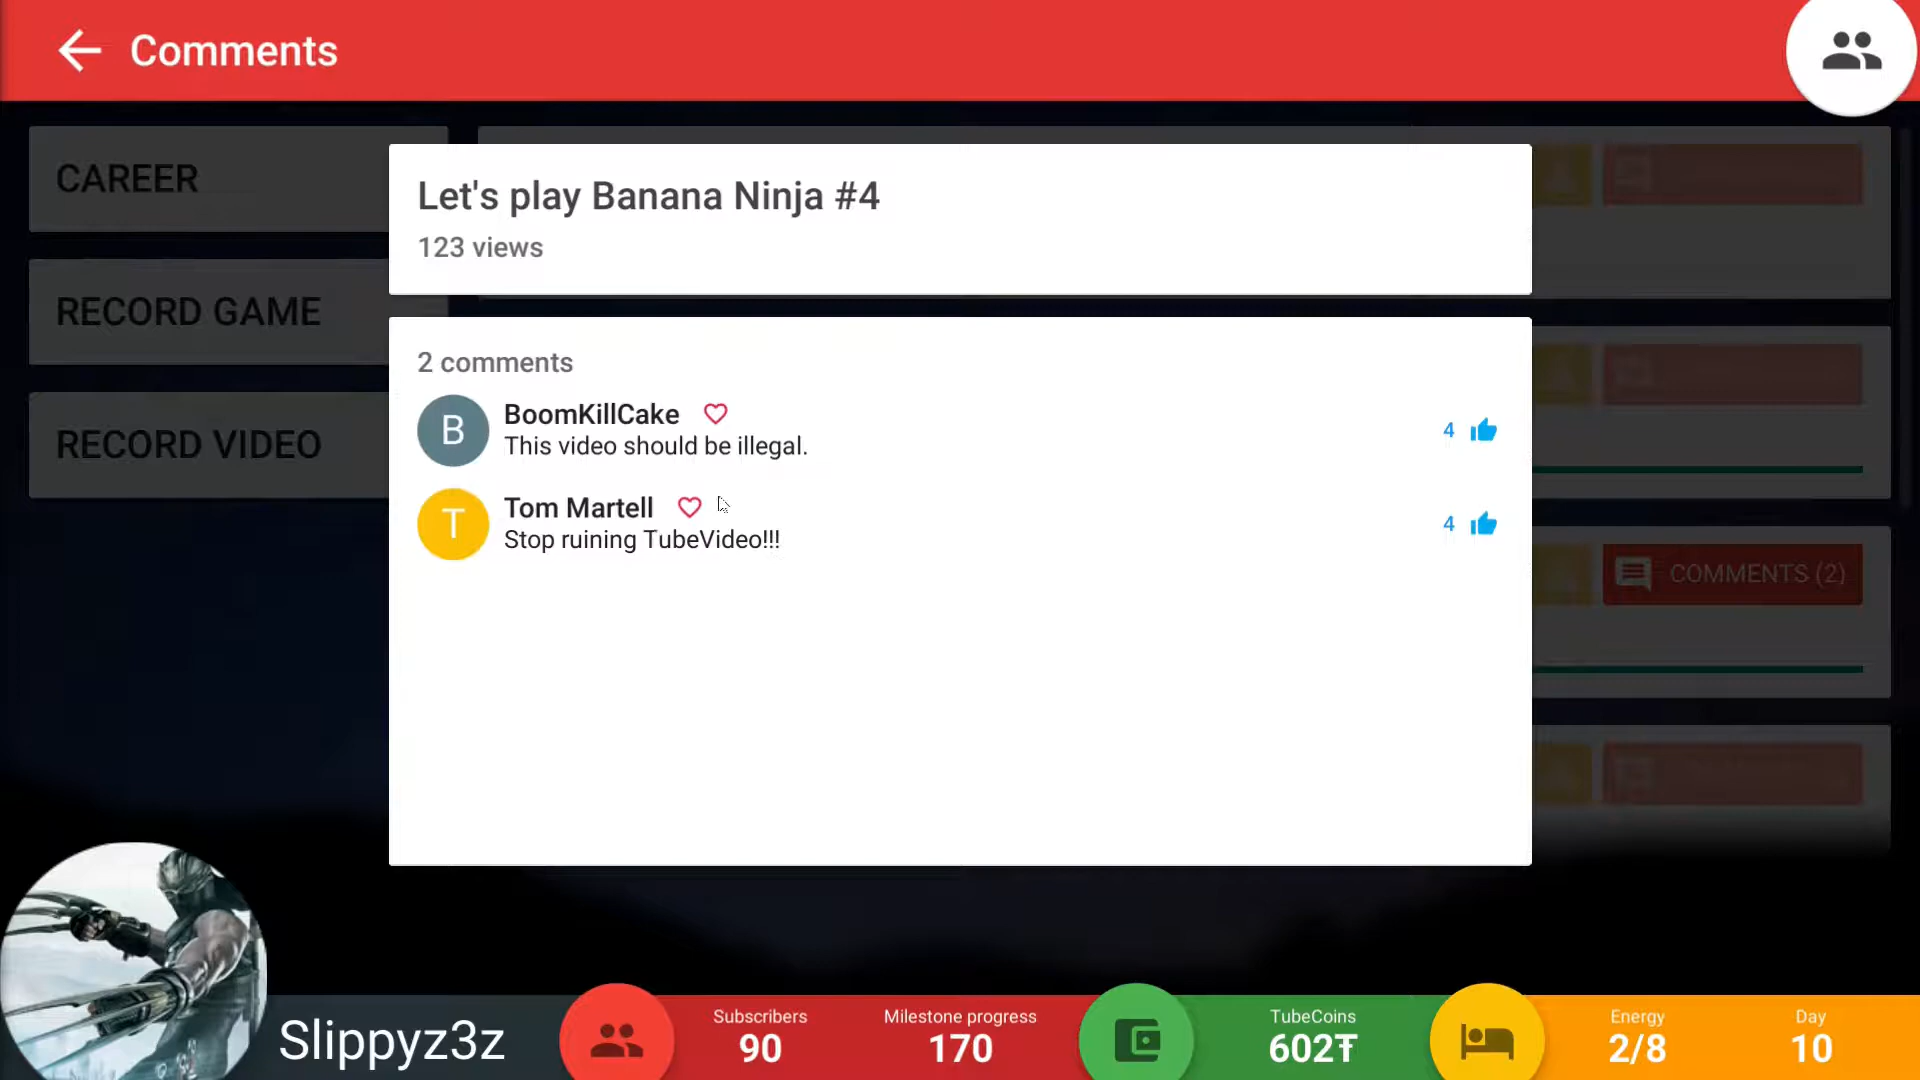 Comments
CAREER
RECORD GAME
RECORD VIDEO
Let's play Banana Ninja #4
123 views
2 comments
B
BoomKillCake
This video should be illegal.
4
T
Tom Martell
Stop ruining TubeVideo!!!
4
COMMENTS (2)
Slippyz3z
Subscribers
90
Milestone progress
170
TubeCoins
602Ŧ
Energy
2/8
Day
10